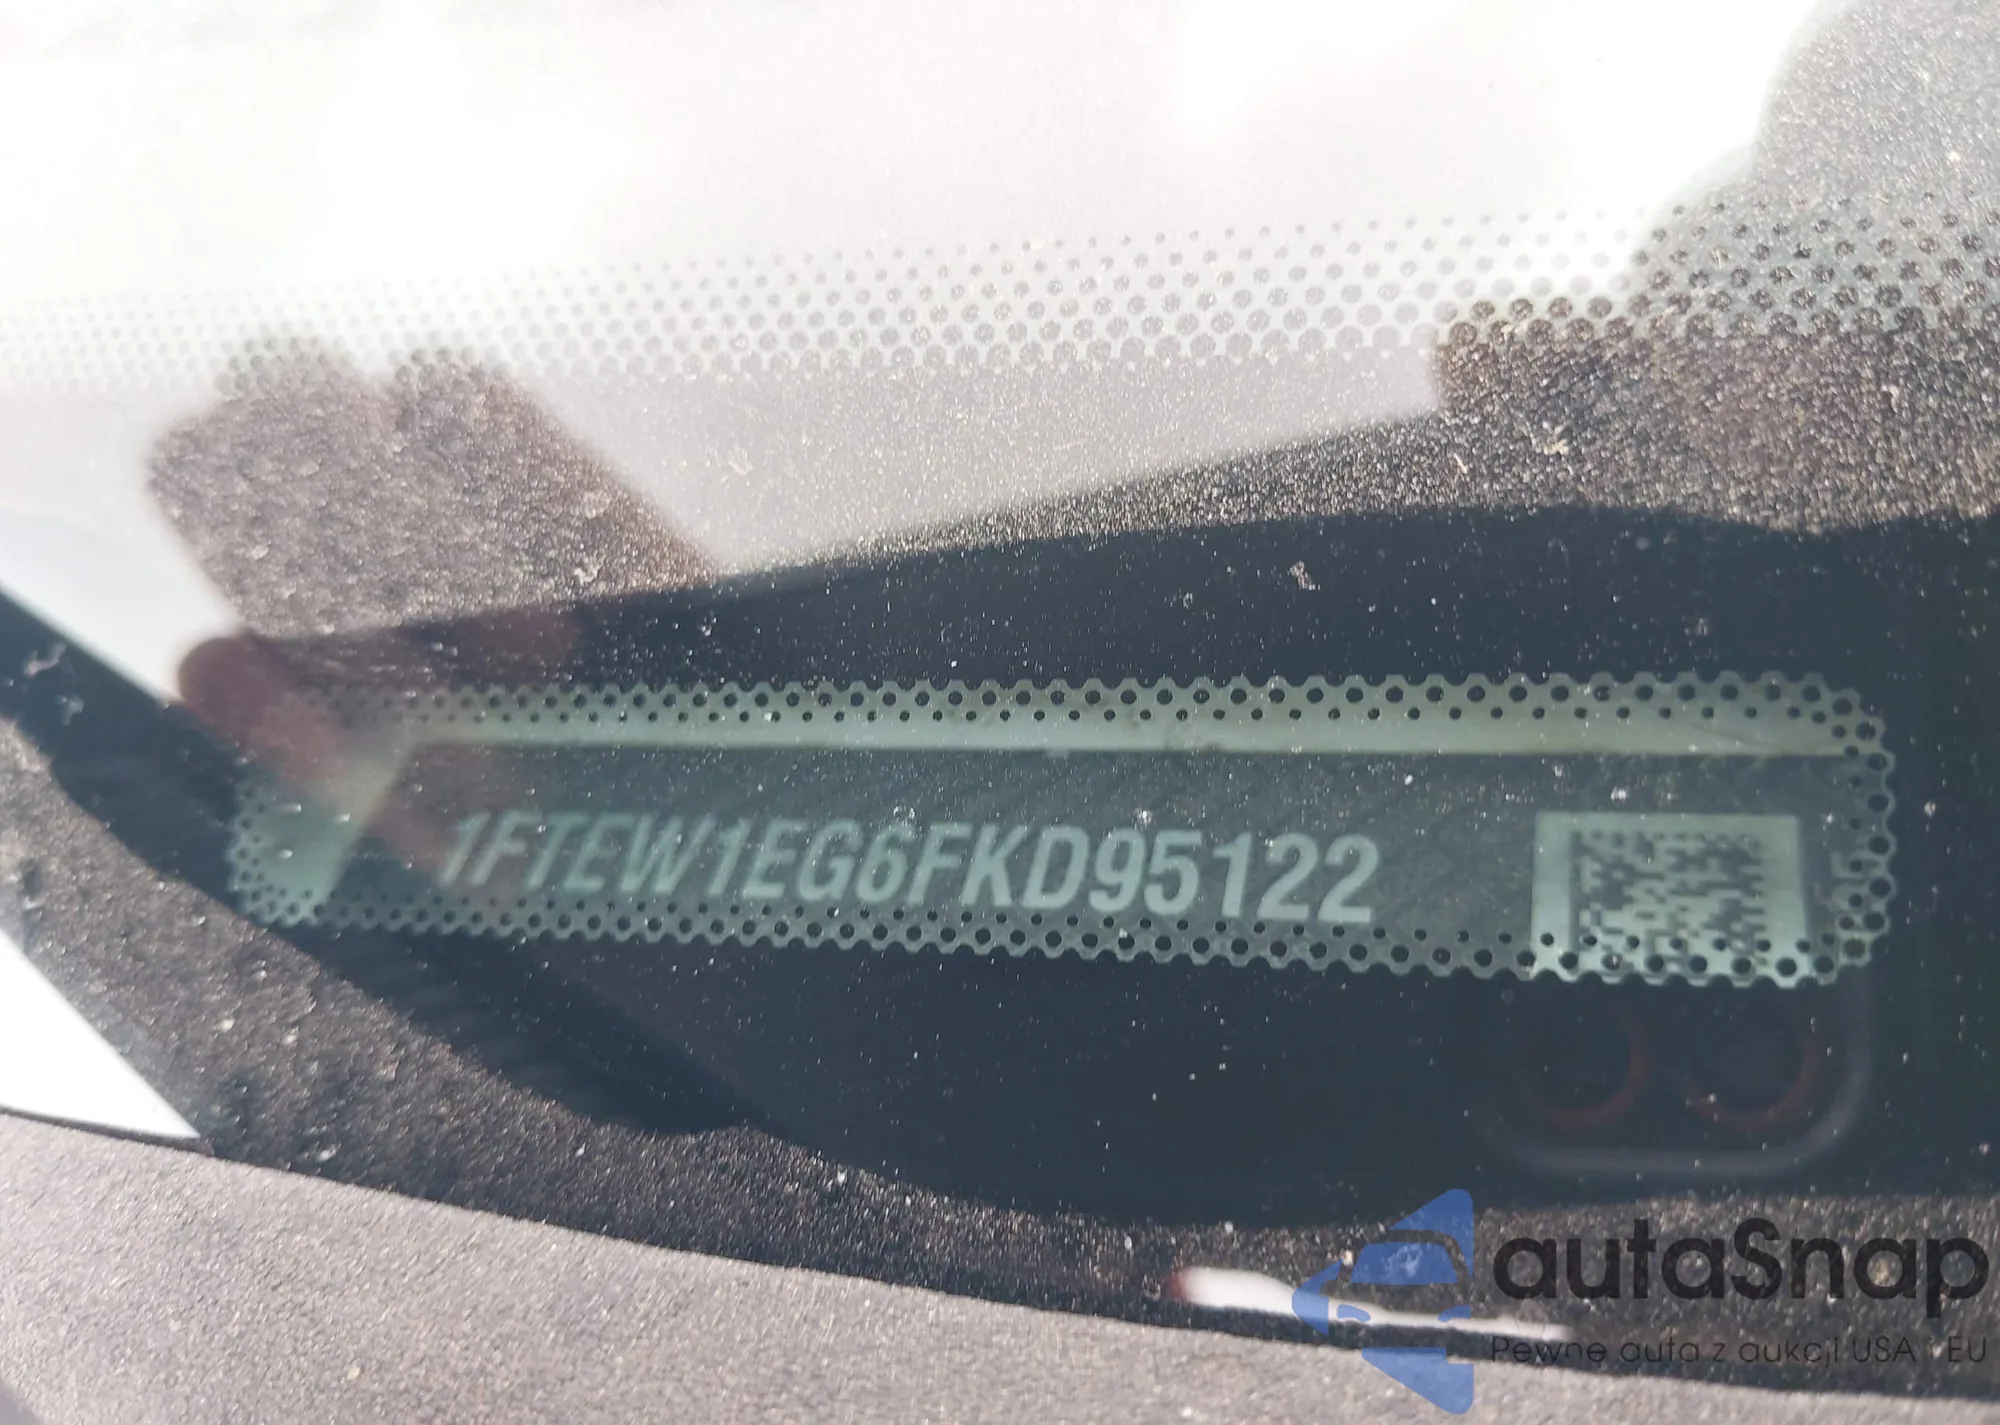 1FTEW1EG6FKD95122
autaSnap
Pewne auta z aukcji USA i EU